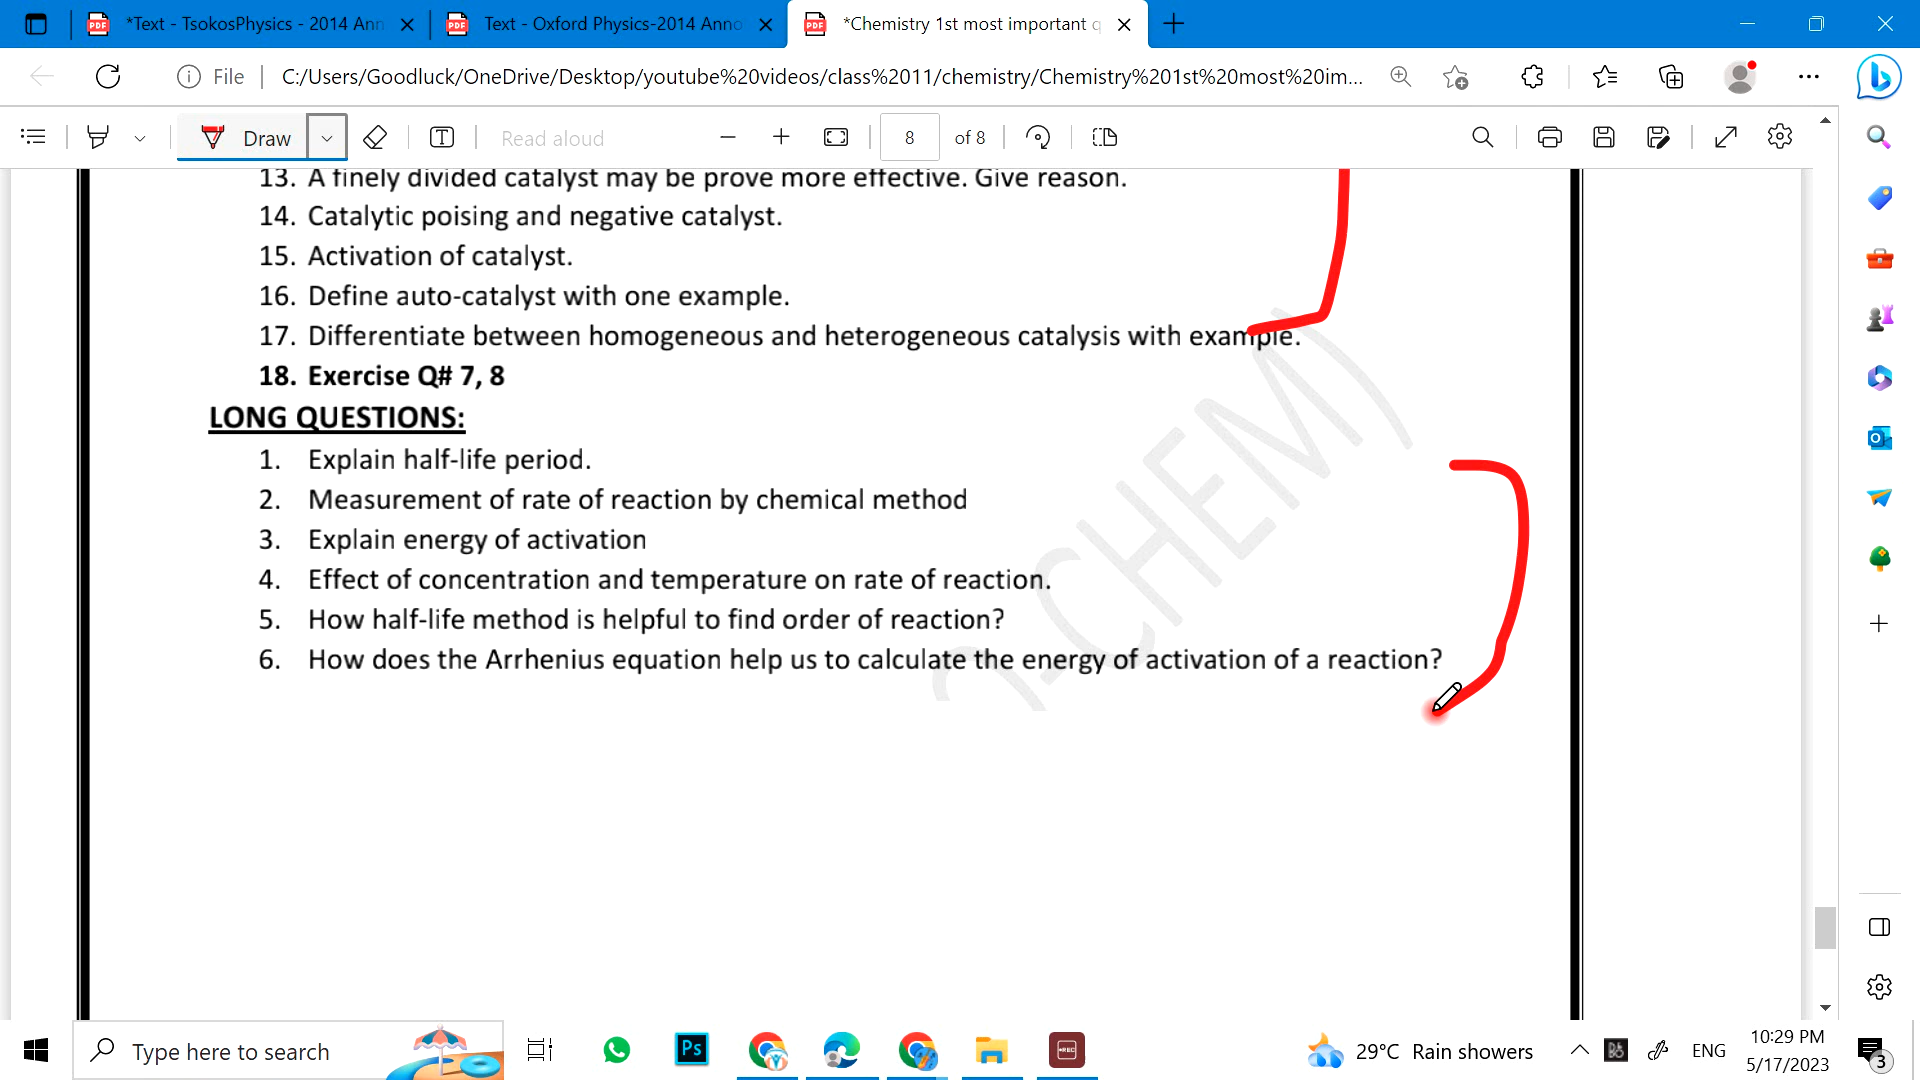 *Text - TsokosPhysics - 2014 Ann
Text - Oxford Physics-2014 Anno
*Chemistry 1st most important q
File
C:/Users/Goodluck/OneDrive/Desktop/youtube%20videos/class%2011/chemistry/Chemistry%201st%20most%20im...
Draw
Read aloud
8
of 8
13. A finely divided catalyst may be prove more effective. Give reason.
14. Catalytic poising and negative catalyst.
15. Activation of catalyst.
16. Define auto-catalyst with one example.
17. Differentiate between homogeneous and heterogeneous catalysis with example.
18. Exercise Q# 7, 8
LONG QUESTIONS:
1. Explain half-life period.
2. Measurement of rate of reaction by chemical method
3. Explain energy of activation
4. Effect of concentration and temperature on rate of reaction.
5. How half-life method is helpful to find order of reaction?
6. How does the Arrhenius equation help us to calculate the energy of activation of a reaction?
-CHEM)
Type here to search
Ps
REC
29°C Rain showers
ENG
10:29 PM
5/17/2023
3